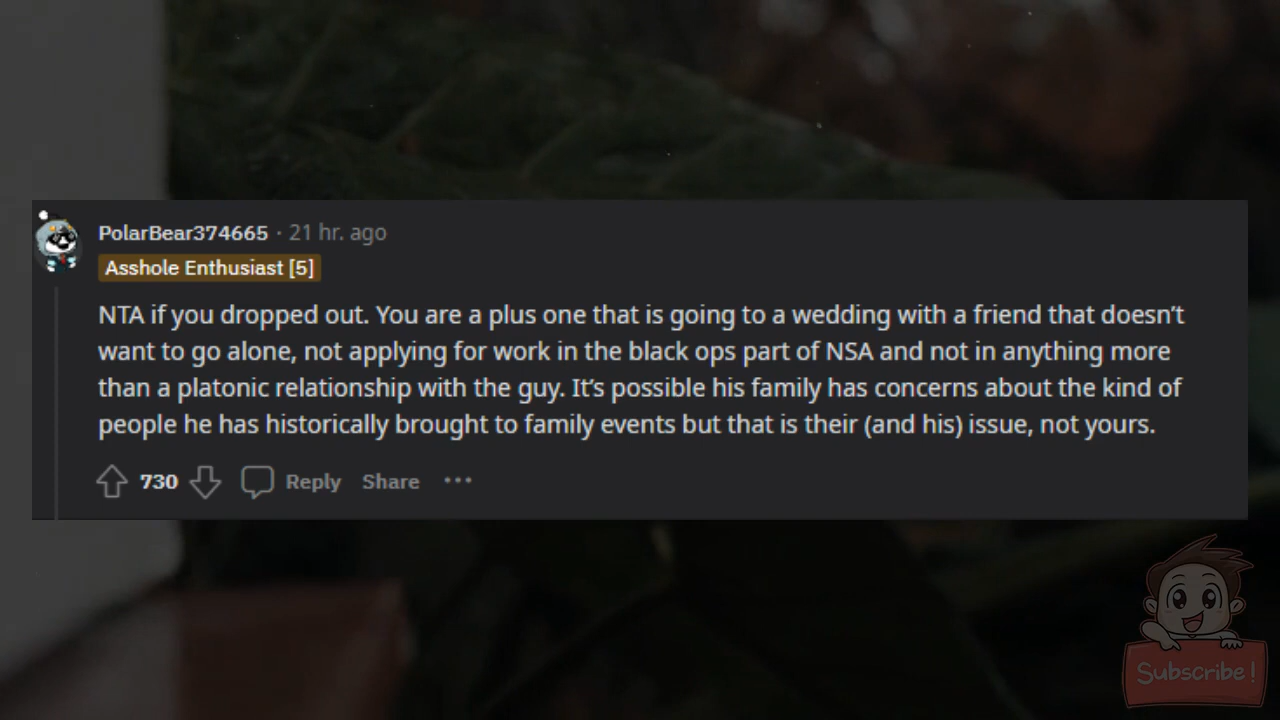 PolarBear374665 · 21 hr. ago
Asshole Enthusiast [5]
NTA if you dropped out. You are a plus one that is going to a wedding with a friend that doesn’t
want to go alone, not applying for work in the black ops part of NSA and not in anything more
than a platonic relationship with the guy. It’s possible his family has concerns about the kind of
people he has historically brought to family events but that is their (and his) issue, not yours.
730 Reply Share ···
Subscribe!